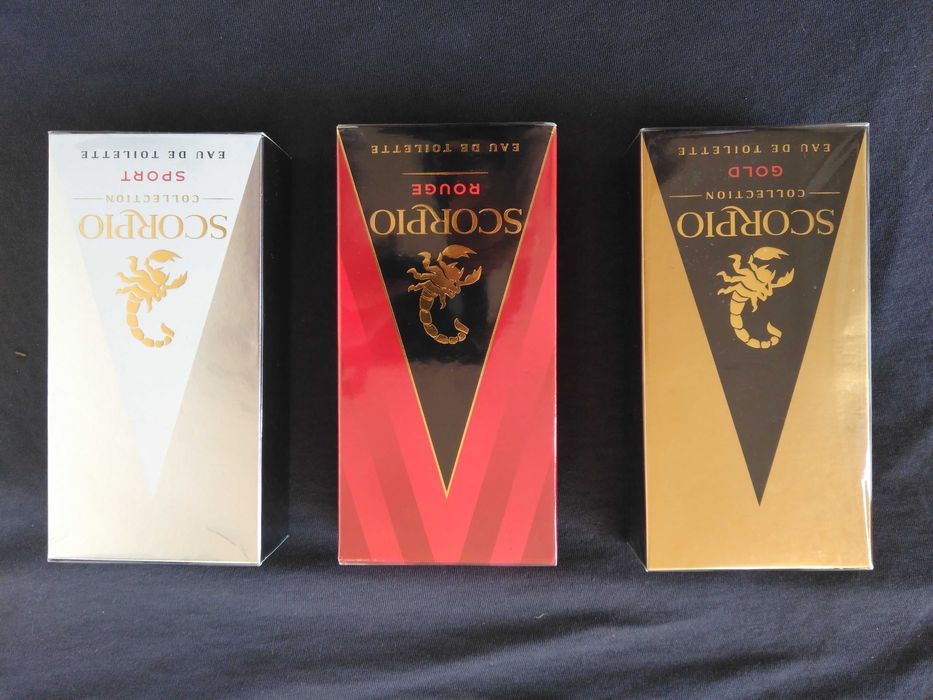 SCORPIO
COLLECTION
GOLD
EAU DE TOILETTE
SCORPIO
ROUGE
EAU DE TOILETTE
SCORPIO
COLLECTION
SPORT
EAU DE TOILETTE